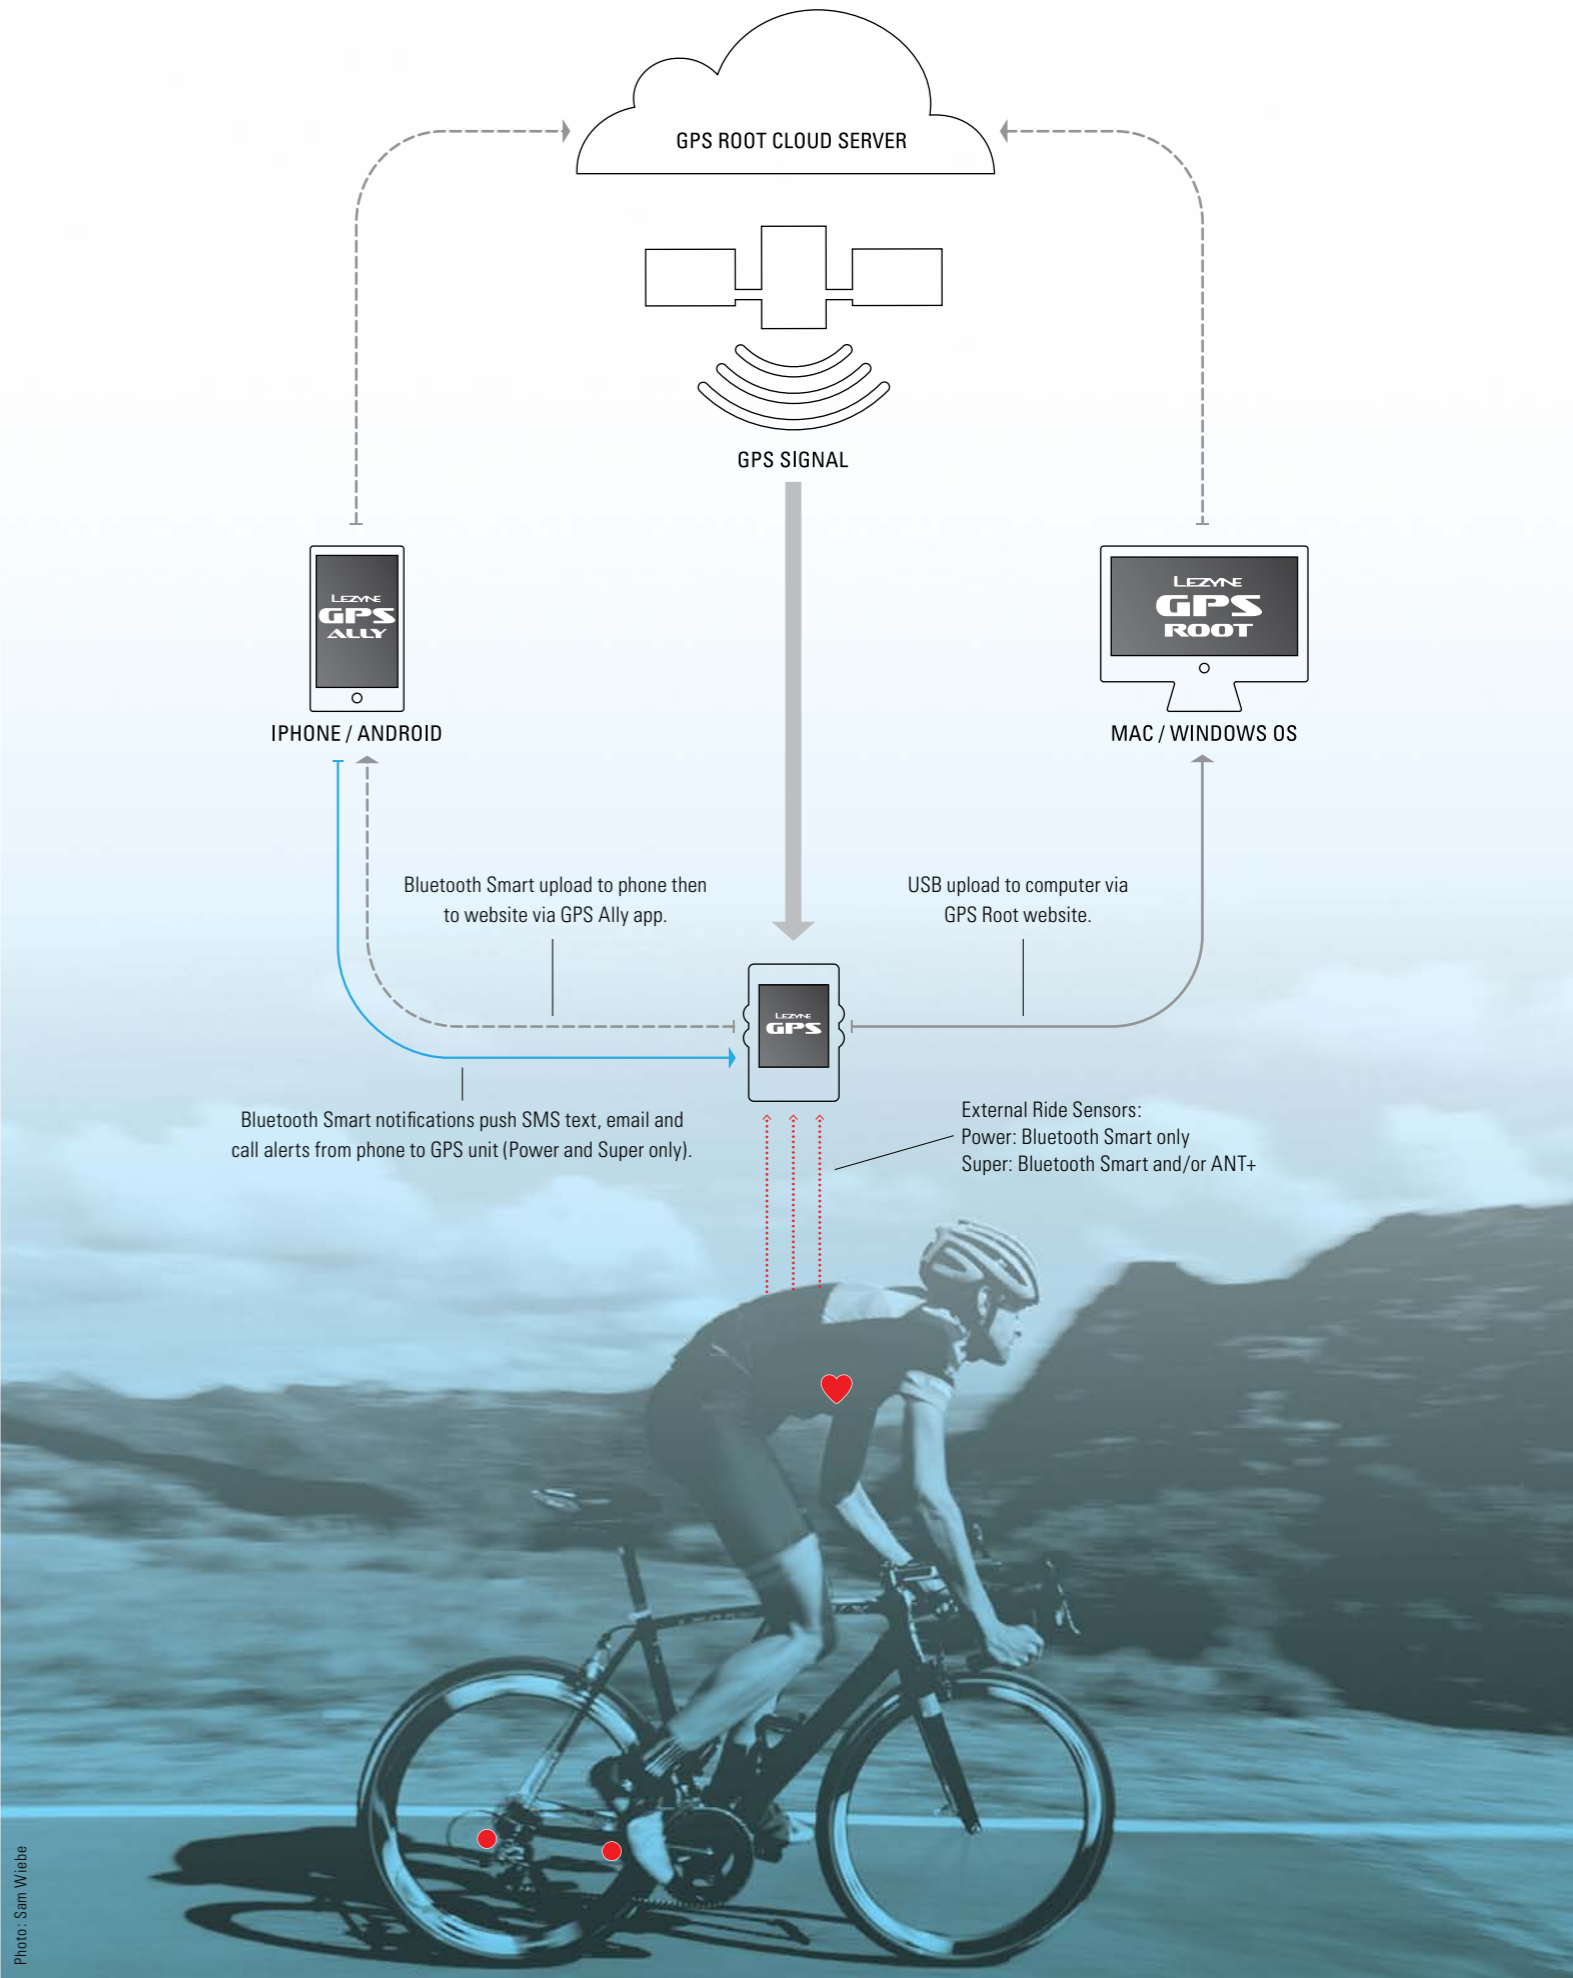 GPS ROOT CLOUD SERVER
GPS SIGNAL
LEZYNE
GPS
ALLY
IPHONE / ANDROID
LEZYNE
GPS
ROOT
MAC / WINDOWS OS
Bluetooth Smart upload to phone then
to website via GPS Ally app.
USB upload to computer via
GPS Root website.
LEZYNE
GPS
Bluetooth Smart notifications push SMS text, email and
call alerts from phone to GPS unit (Power and Super only).
External Ride Sensors:
Power: Bluetooth Smart only
Super: Bluetooth Smart and/or ANT+
Photo: Sam Wiebe